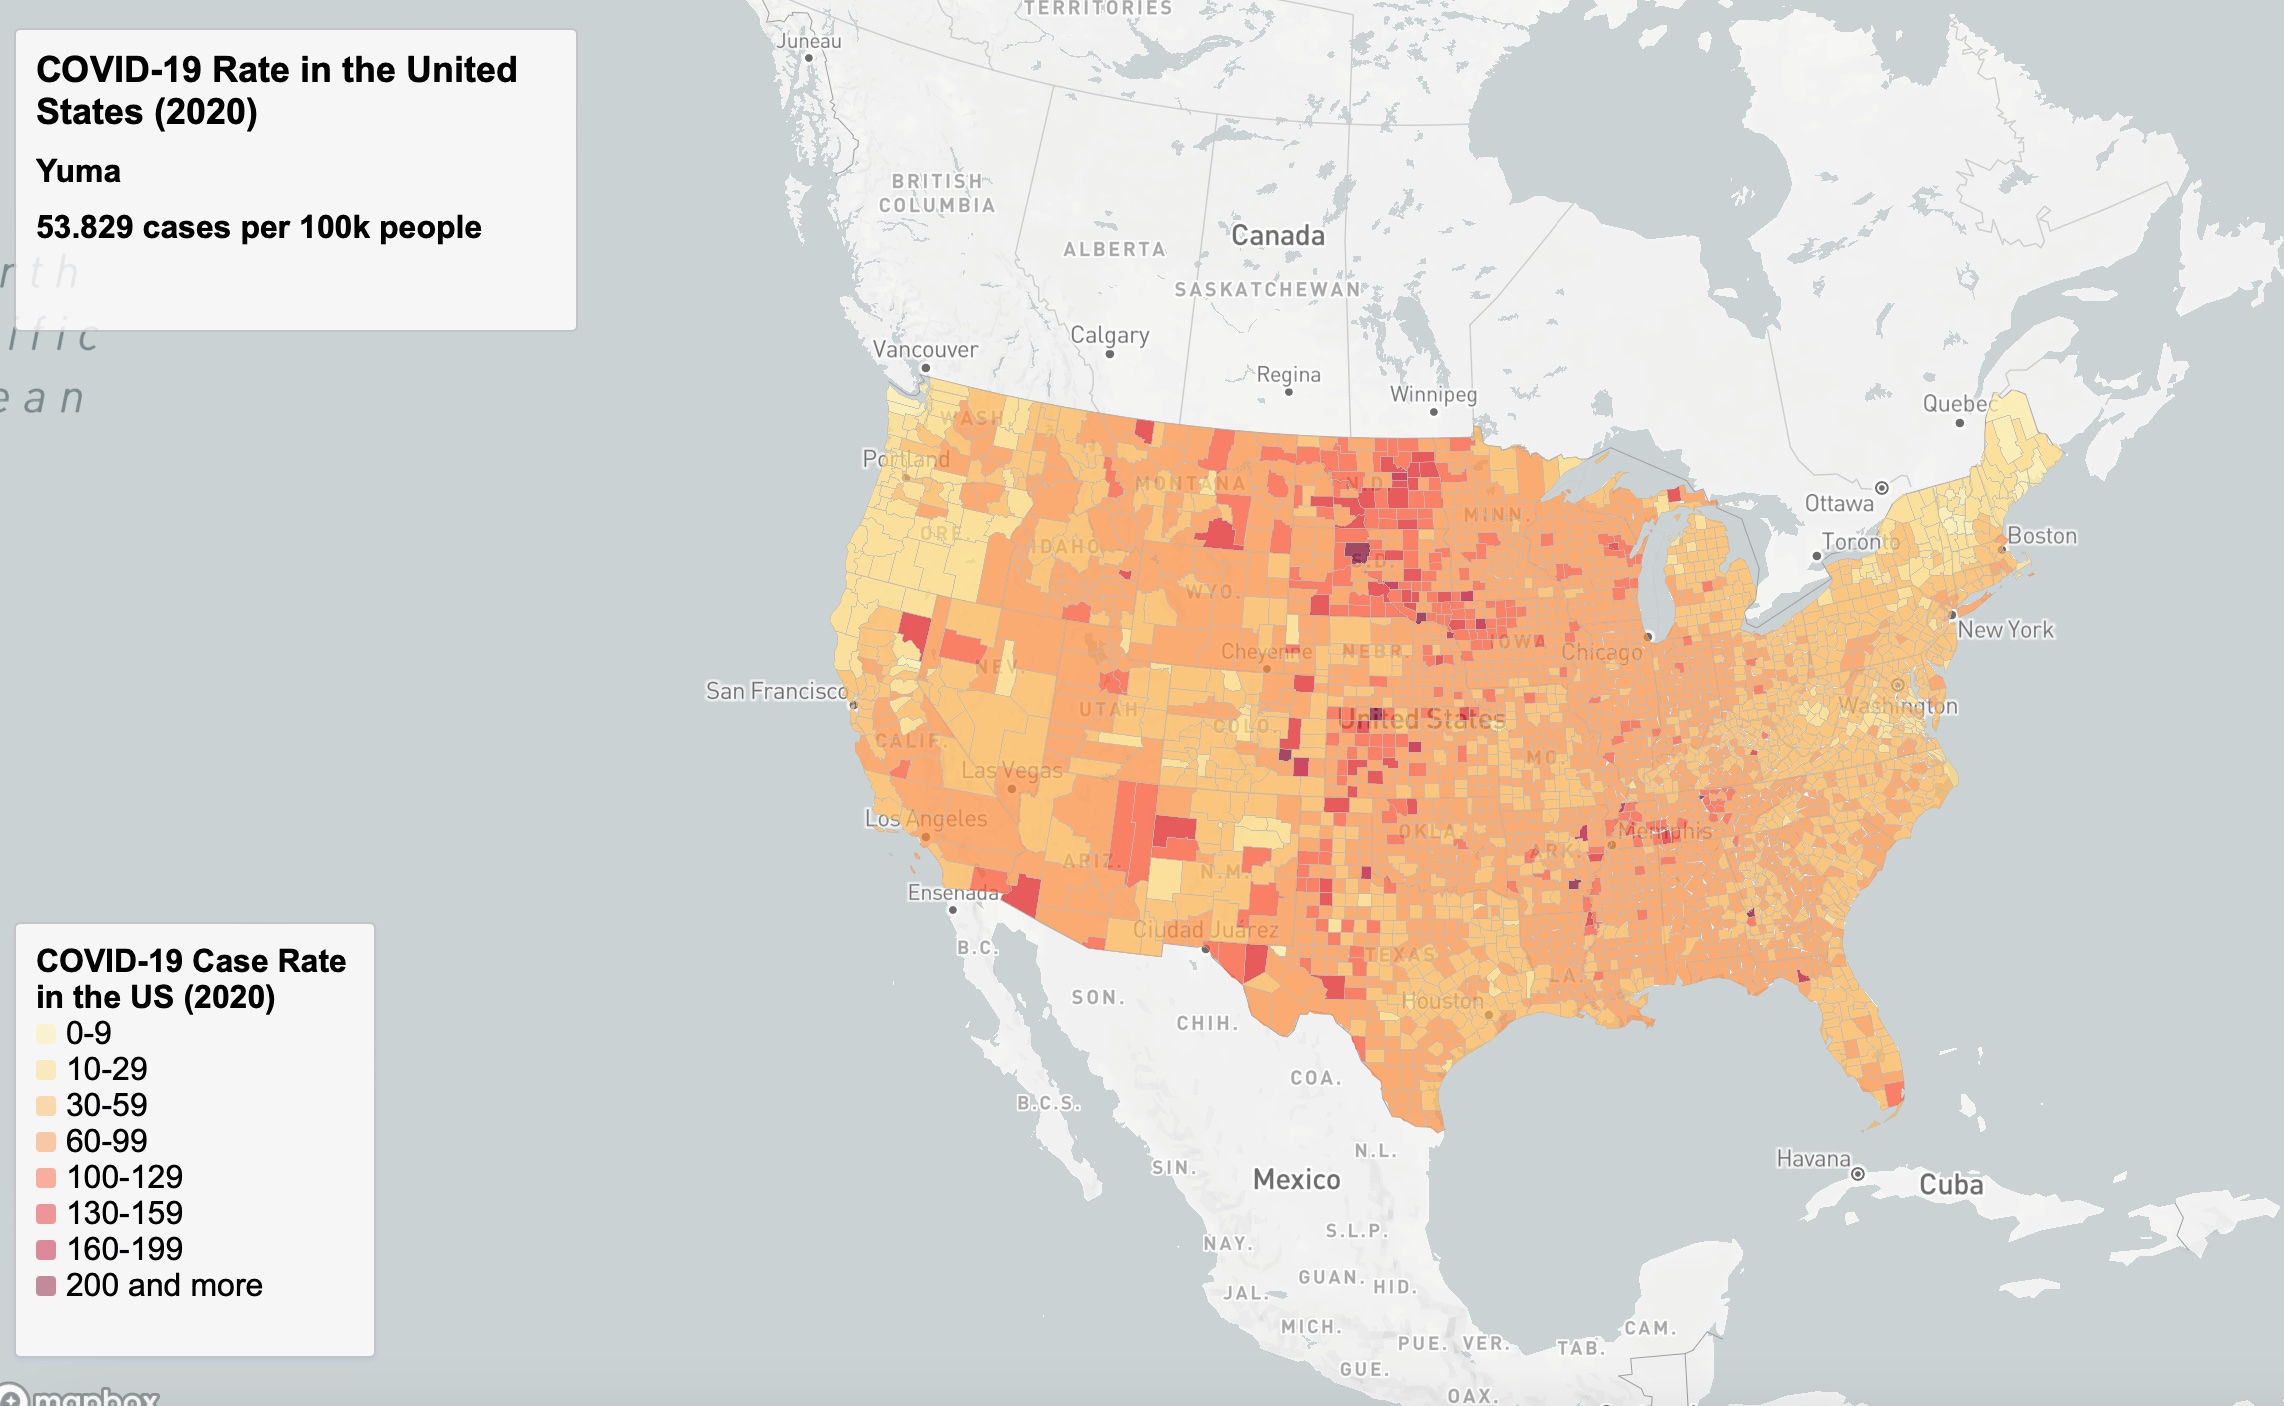 COVID-19 Rate in the United
States (2020)
Yuma
53.829 cases per 100k people
rth
ific
ean
TERRITORIES
Juneau
BRITISH
COLUMBIA
ALBERTA
Canada
SASKATCHEWAN
Calgary
Vancouver
Regina
Winnipeg
Quebec
WASH
Portland
MONTANA
N.D.
Ottawa
MINN.
ORE
Toronto
Boston
IDAHO
S.D.
WYO.
New York
Cheyenne
NEBR.
IOWA
Chicago
NEV.
San Francisco
UTAH
COLO.
United States
Washington
CALIF.
MO.
Las Vegas
Los Angeles
OKLA.
Memphis
ARIZ.
N.M.
ARK.
Ensenada
Ciudad Juárez
B.C.
TEXAS
LA.
SON.
Houston
CHIH.
COA.
B.C.S.
N.L.
SIN.
Mexico
Havana
Cuba
S.L.P.
NAY.
GUAN.
HID.
JAL.
MICH.
CAM.
PUE.
VER.
TAB.
GUE.
OAX.
COVID-19 Case Rate
in the US (2020)
0-9
10-29
30-59
60-99
100-129
130-159
160-199
200 and more
mapbox